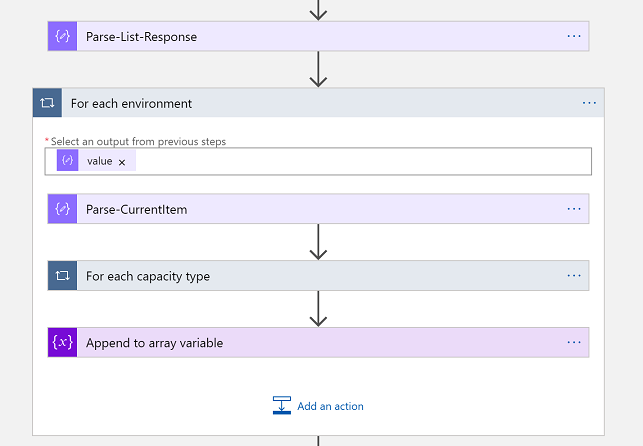 Parse-List-Response
...
For each environment
...
* Select an output from previous steps
value ×
Parse-CurrentItem
...
For each capacity type
...
{x} Append to array variable
...
Add an action